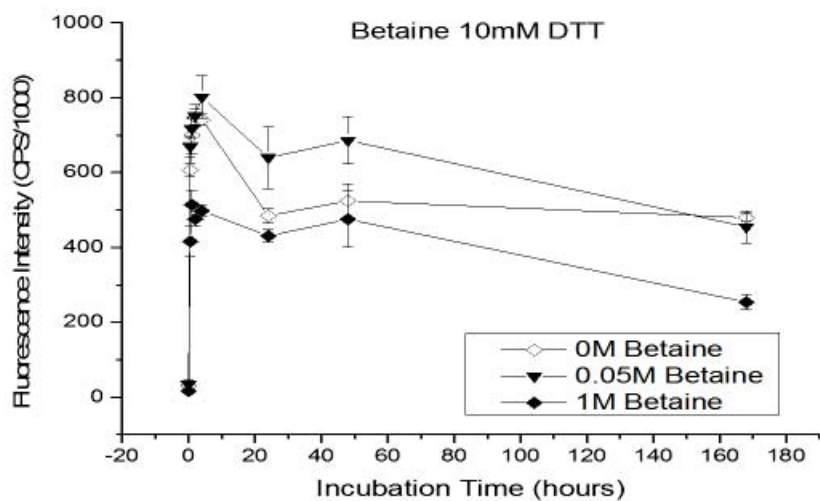 Betaine 10mM DTT
1000
800
600
400
200
0
Fluorescence Intensity (CPS/1000)
-20 0 20 40 60 80 100 120 140 160 180
Incubation Time (hours)
0M Betaine
0.05M Betaine
1M Betaine